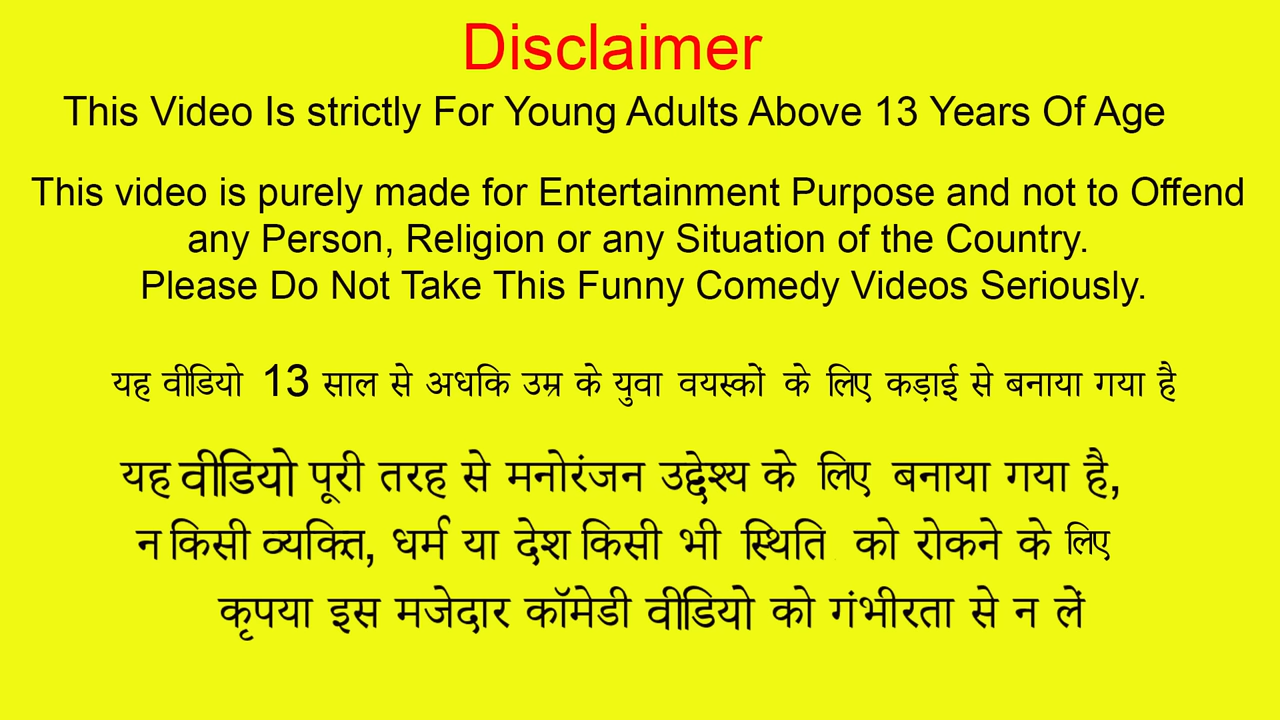 Disclaimer
This Video Is strictly For Young Adults Above 13 Years Of Age
This video is purely made for Entertainment Purpose and not to Offend
any Person, Religion or any Situation of the Country.
Please Do Not Take This Funny Comedy Videos Seriously.
यह वीडियो 13 साल से अधकि उम्र के युवा वयस्कों के लिए कड़ाई से बनाया गया है
यह वीडियो पूरी तरह से मनोरंजन उद्देश्य के लिए बनाया गया है,
न किसी व्यक्ति, धर्म या देश किसी भी स्थिति को रोकने के लिए
कृपया इस मजेदार कॉमेडी वीडियो को गंभीरता से न लें